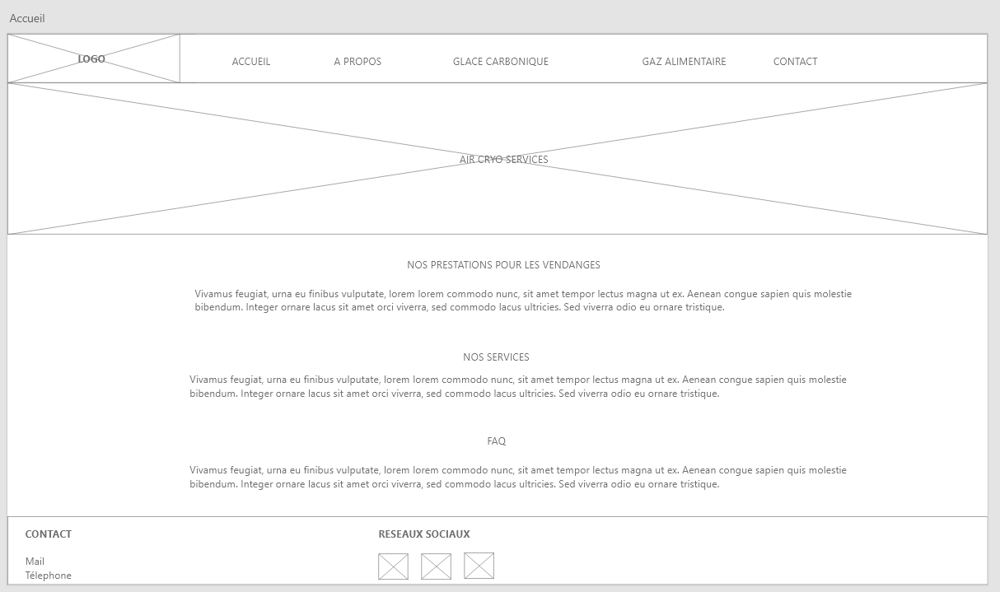 Accueil
LOGO
ACCUEIL
A PROPOS
GLACE CARBONIQUE
GAZ ALIMENTAIRE
CONTACT
AIR CRYO SERVICES
NOS PRESTATIONS POUR LES VENDANGES
Vivamus feugiat, urna eu finibus vulputate, lorem lorem commodo nunc, sit amet tempor lectus magna ut ex. Aenean congue sapien quis molestie
bibendum. Integer ornare lacus sit amet orci viverra, sed commodo lacus ultricies. Sed viverra odio eu ornare tristique.
NOS SERVICES
Vivamus feugiat, urna eu finibus vulputate, lorem lorem commodo nunc, sit amet tempor lectus magna ut ex. Aenean congue sapien quis molestie
bibendum. Integer ornare lacus sit amet orci viverra, sed commodo lacus ultricies. Sed viverra odio eu ornare tristique.
FAQ
Vivamus feugiat, urna eu finibus vulputate, lorem lorem commodo nunc, sit amet tempor lectus magna ut ex. Aenean congue sapien quis molestie
bibendum. Integer ornare lacus sit amet orci viverra, sed commodo lacus ultricies. Sed viverra odio eu ornare tristique.
CONTACT
Mail
Télephone
RESEAUX SOCIAUX